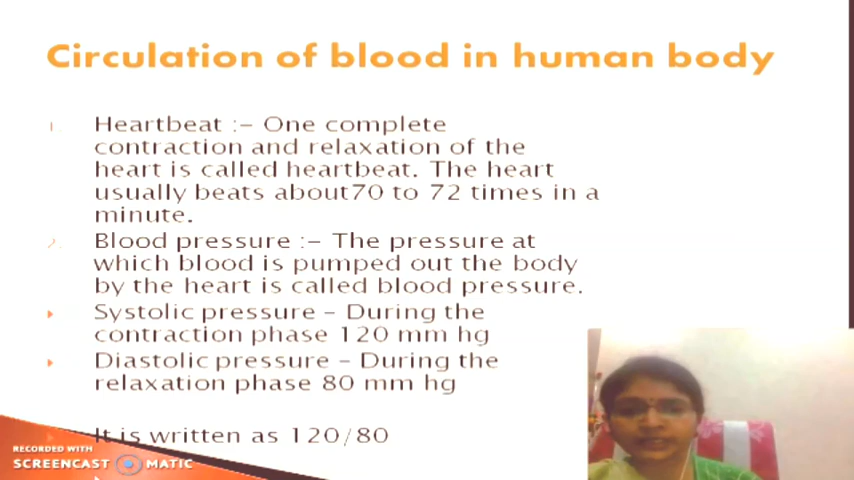 Circulation of blood in human body
1. Heartbeat :– One complete
contraction and relaxation of the
heart is called heartbeat. The heart
usually beats about70 to 72 times in a
minute.
2. Blood pressure :– The pressure at
which blood is pumped out the body
by the heart is called blood pressure.
Systolic pressure – During the
contraction phase 120 mm hg
Diastolic pressure – During the
relaxation phase 80 mm hg
It is written as 120/80
RECORDED WITH
SCREENCAST MATIC